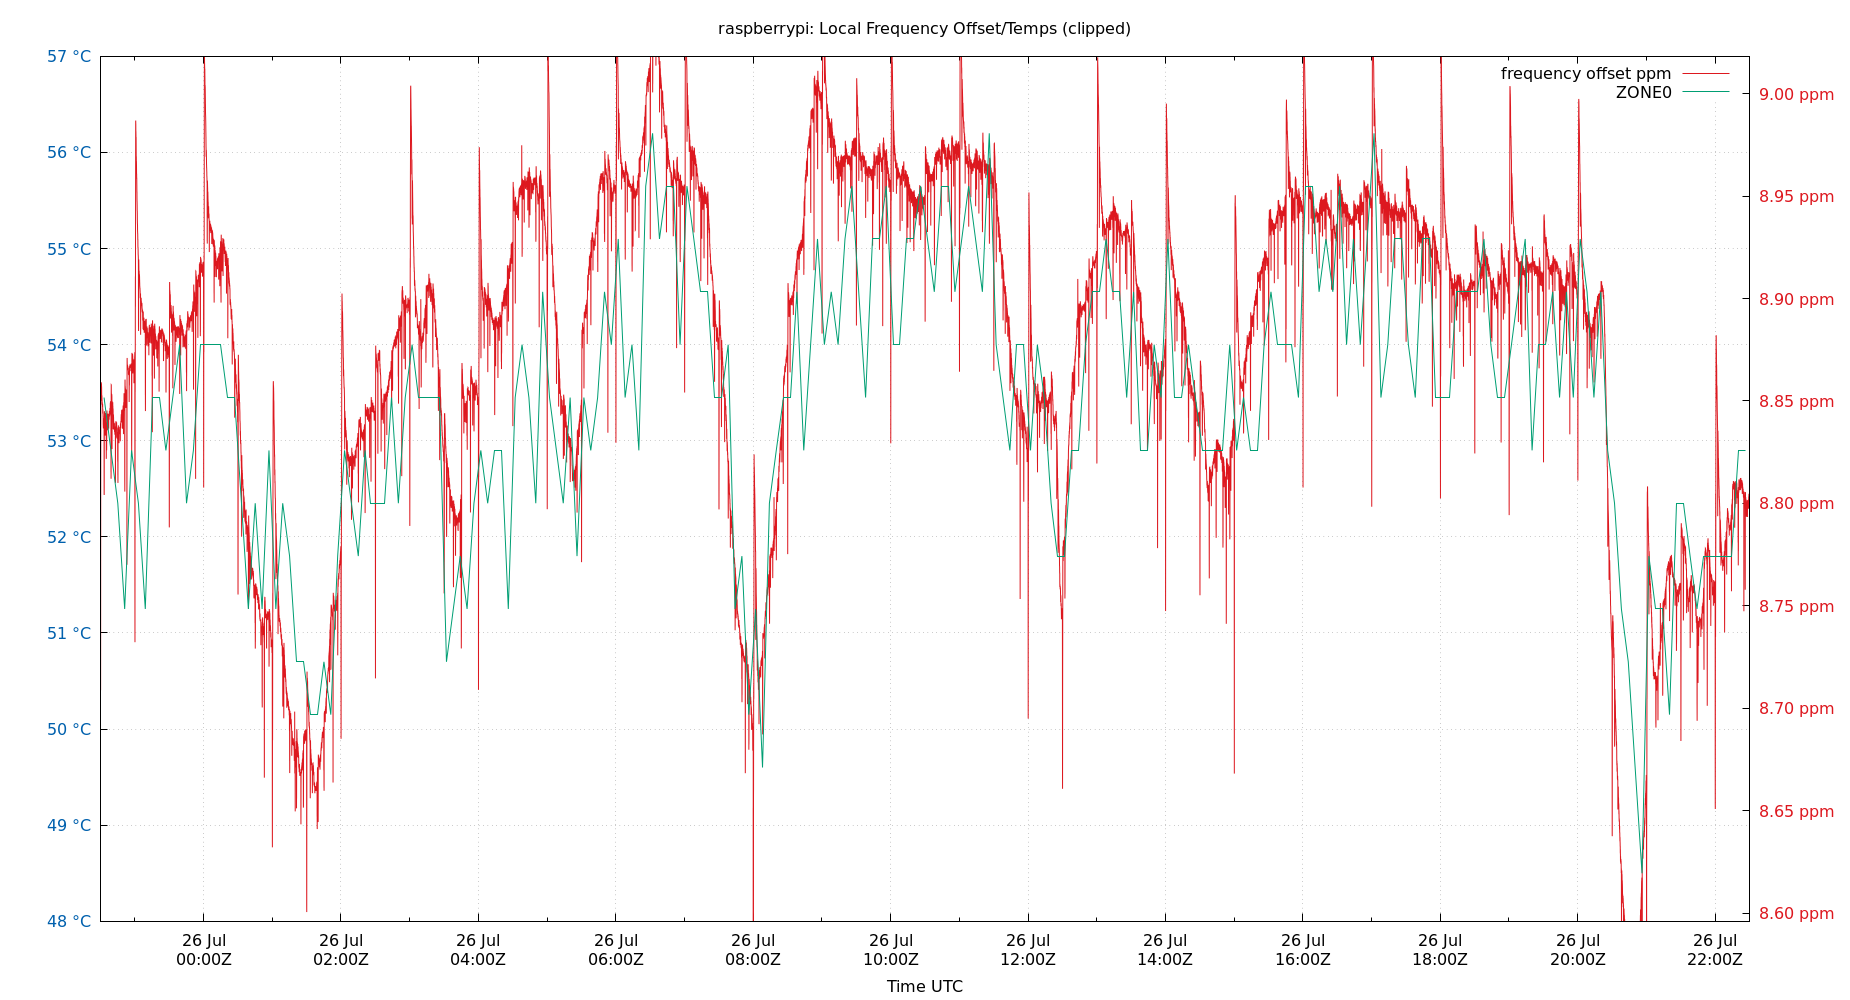 raspberrypi: Local Frequency Offset/Temps (clipped)
57 °C
56 °C
55 °C
54 °C
53 °C
52 °C
51 °C
50 °C
49 °C
48 °C
frequency offset ppm
ZONE0
9.00 ppm
8.95 ppm
8.90 ppm
8.85 ppm
8.80 ppm
8.75 ppm
8.70 ppm
8.65 ppm
8.60 ppm
26 Jul
00:00Z
26 Jul
02:00Z
26 Jul
04:00Z
26 Jul
06:00Z
26 Jul
08:00Z
26 Jul
10:00Z
26 Jul
12:00Z
26 Jul
14:00Z
26 Jul
16:00Z
26 Jul
18:00Z
26 Jul
20:00Z
26 Jul
22:00Z
Time UTC